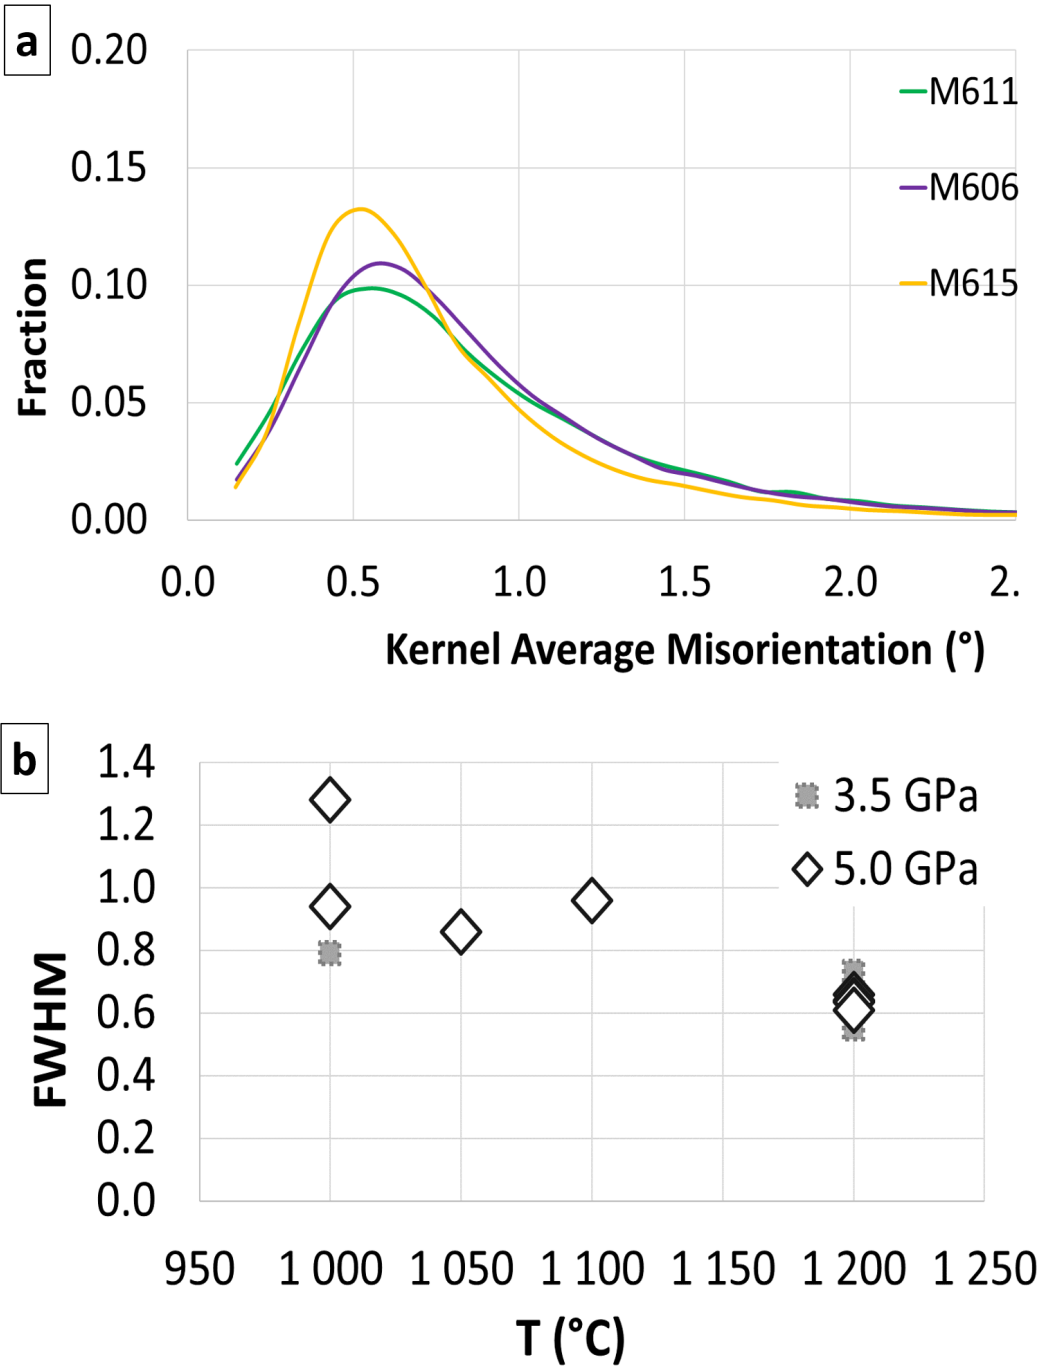 a
0.20
0.15
0.10
0.05
0.00
Fraction
M611
M606
M615
0.0 0.5 1.0 1.5 2.0 2.
Kernel Average Misorientation (°)
b
1.4
1.2
1.0
0.8
0.6
0.4
0.2
0.0
FWHM
3.5 GPa
5.0 GPa
950 1 000 1 050 1 100 1 150 1 200 1 250
T (°C)